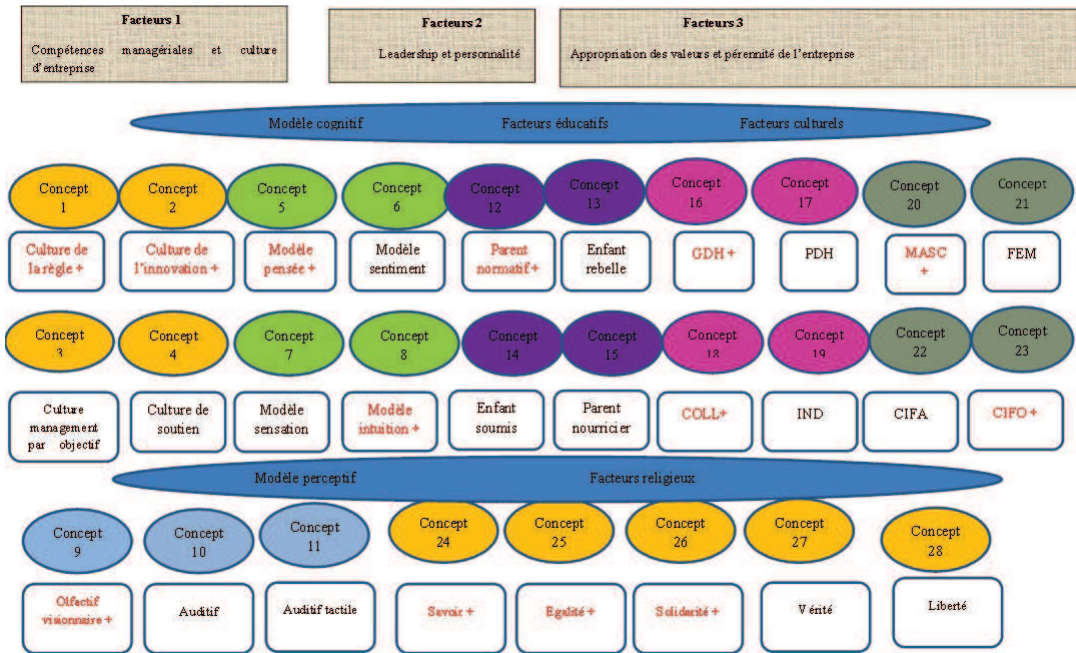 Facteurs 1
Compétences managériales et culture
d'entreprise
Facteurs 2
Leadership et personnalité
Facteurs 3
Appropriation des valeurs et pérennité de l'entreprise
Modèle cognitif
Facteurs éducatifs
Facteurs culturels
Concept
1
Concept
2
Concept
5
Concept
6
Concept
12
Concept
13
Concept
16
Concept
17
Concept
20
Concept
21
Culture de
la règle +
Culture de
l'innovation +
Modèle
pensée +
Modèle
sentiment
Parent
normatif +
Enfant
rebelle
GDH +
PDH
MASC
+
FEM
Concept
3
Concept
4
Concept
7
Concept
8
Concept
14
Concept
15
Concept
18
Concept
19
Concept
22
Concept
23
Culture
management
par objectif
Culture de
soutien
Modèle
sensation
Modèle
intuition +
Enfant
soumis
Parent
nourricier
COLL+
IND
CIFA
CIFO +
Modèle perceptif
Facteurs religieux
Concept
9
Concept
10
Concept
11
Concept
24
Concept
25
Concept
26
Concept
27
Concept
28
Olfactif
visionnaire +
Auditif
Auditif tactile
Savoir +
Egalité +
Solidarité +
Vérité
Liberté